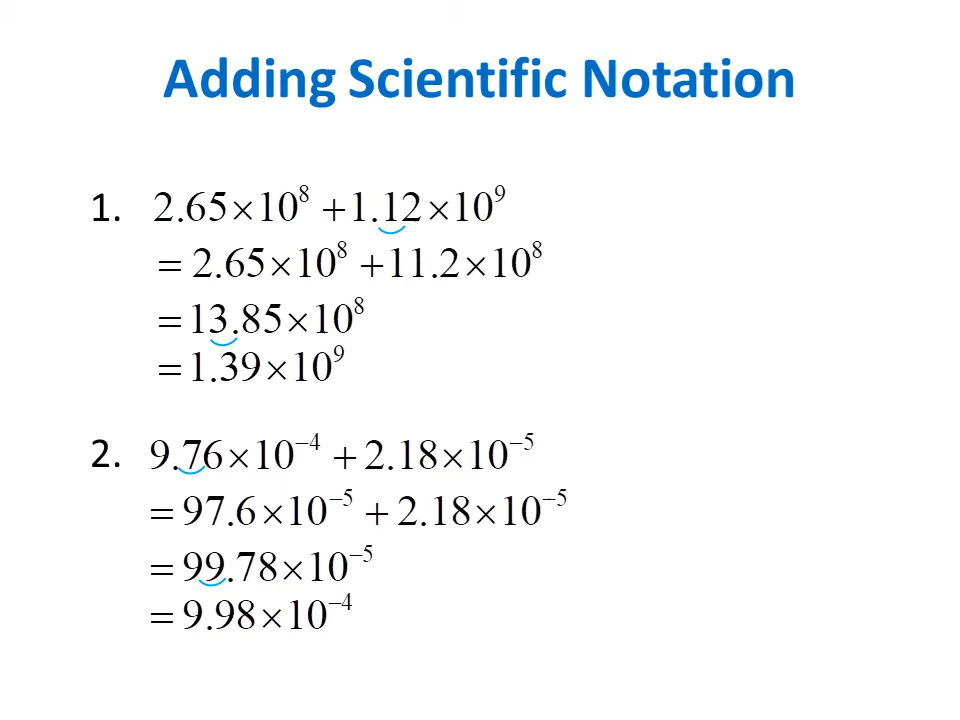 Adding Scientific Notation
1. 2.65×10⁸ +1.12×10⁹
= 2.65×10⁸ +11.2×10⁸
= 13.85×10⁸
= 1.39×10⁹
2. 9.76×10⁻⁴ + 2.18×10⁻⁵
= 97.6×10⁻⁵ + 2.18×10⁻⁵
= 99.78×10⁻⁵
= 9.98×10⁻⁴